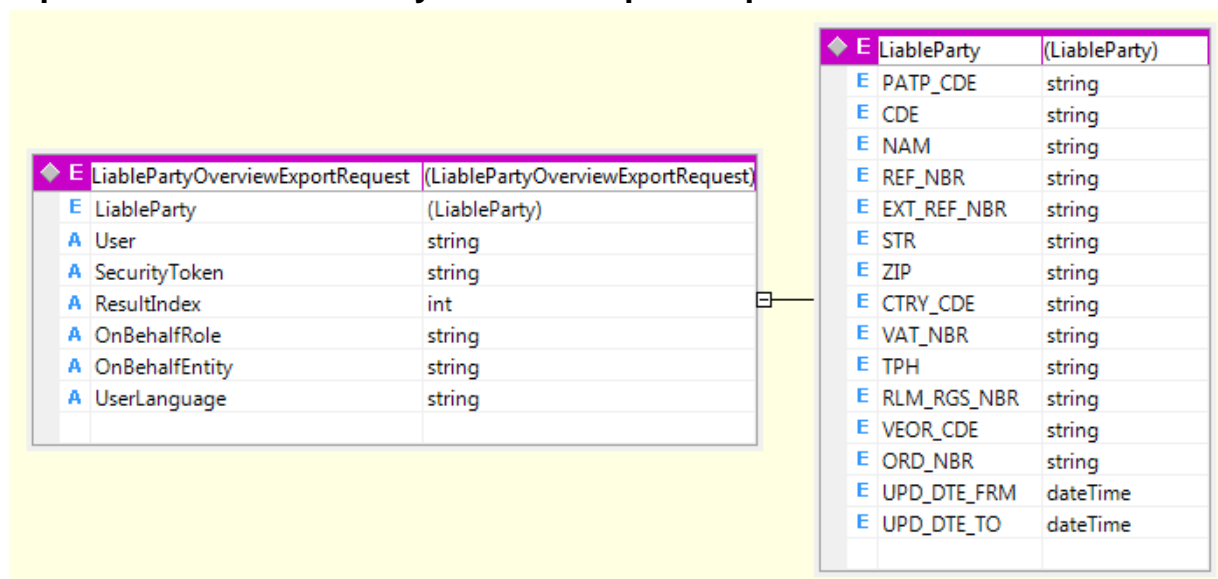 E LiablePartyOverviewExportRequest (LiablePartyOverviewExportRequest)
E LiableParty (LiableParty)
A User string
A SecurityToken string
A ResultIndex int
A OnBehalfRole string
A OnBehalfEntity string
A UserLanguage string
E LiableParty (LiableParty)
E PATP_CDE string
E CDE string
E NAM string
E REF_NBR string
E EXT_REF_NBR string
E STR string
E ZIP string
E CTRY_CDE string
E VAT_NBR string
E TPH string
E RLM_RGS_NBR string
E VEOR_CDE string
E ORD_NBR string
E UPD_DTE_FRM dateTime
E UPD_DTE_TO dateTime